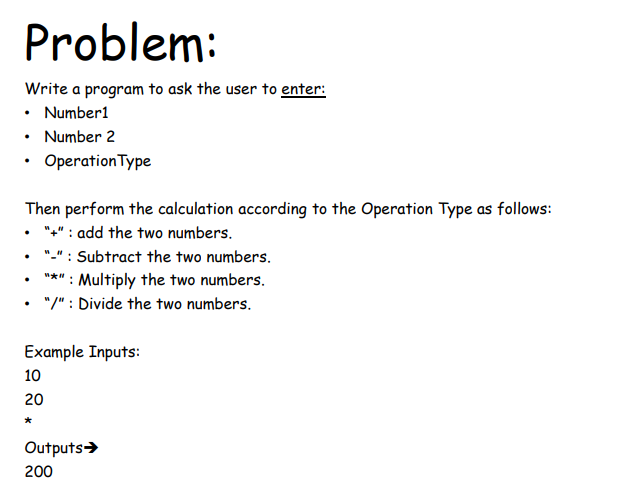 Problem:
Write a program to ask the user to enter:
• Number1
• Number 2
• OperationType
Then perform the calculation according to the Operation Type as follows:
• “+” : add the two numbers.
• “-” : Subtract the two numbers.
• “*” : Multiply the two numbers.
• “/” : Divide the two numbers.
Example Inputs:
10
20
*
Outputs➔
200